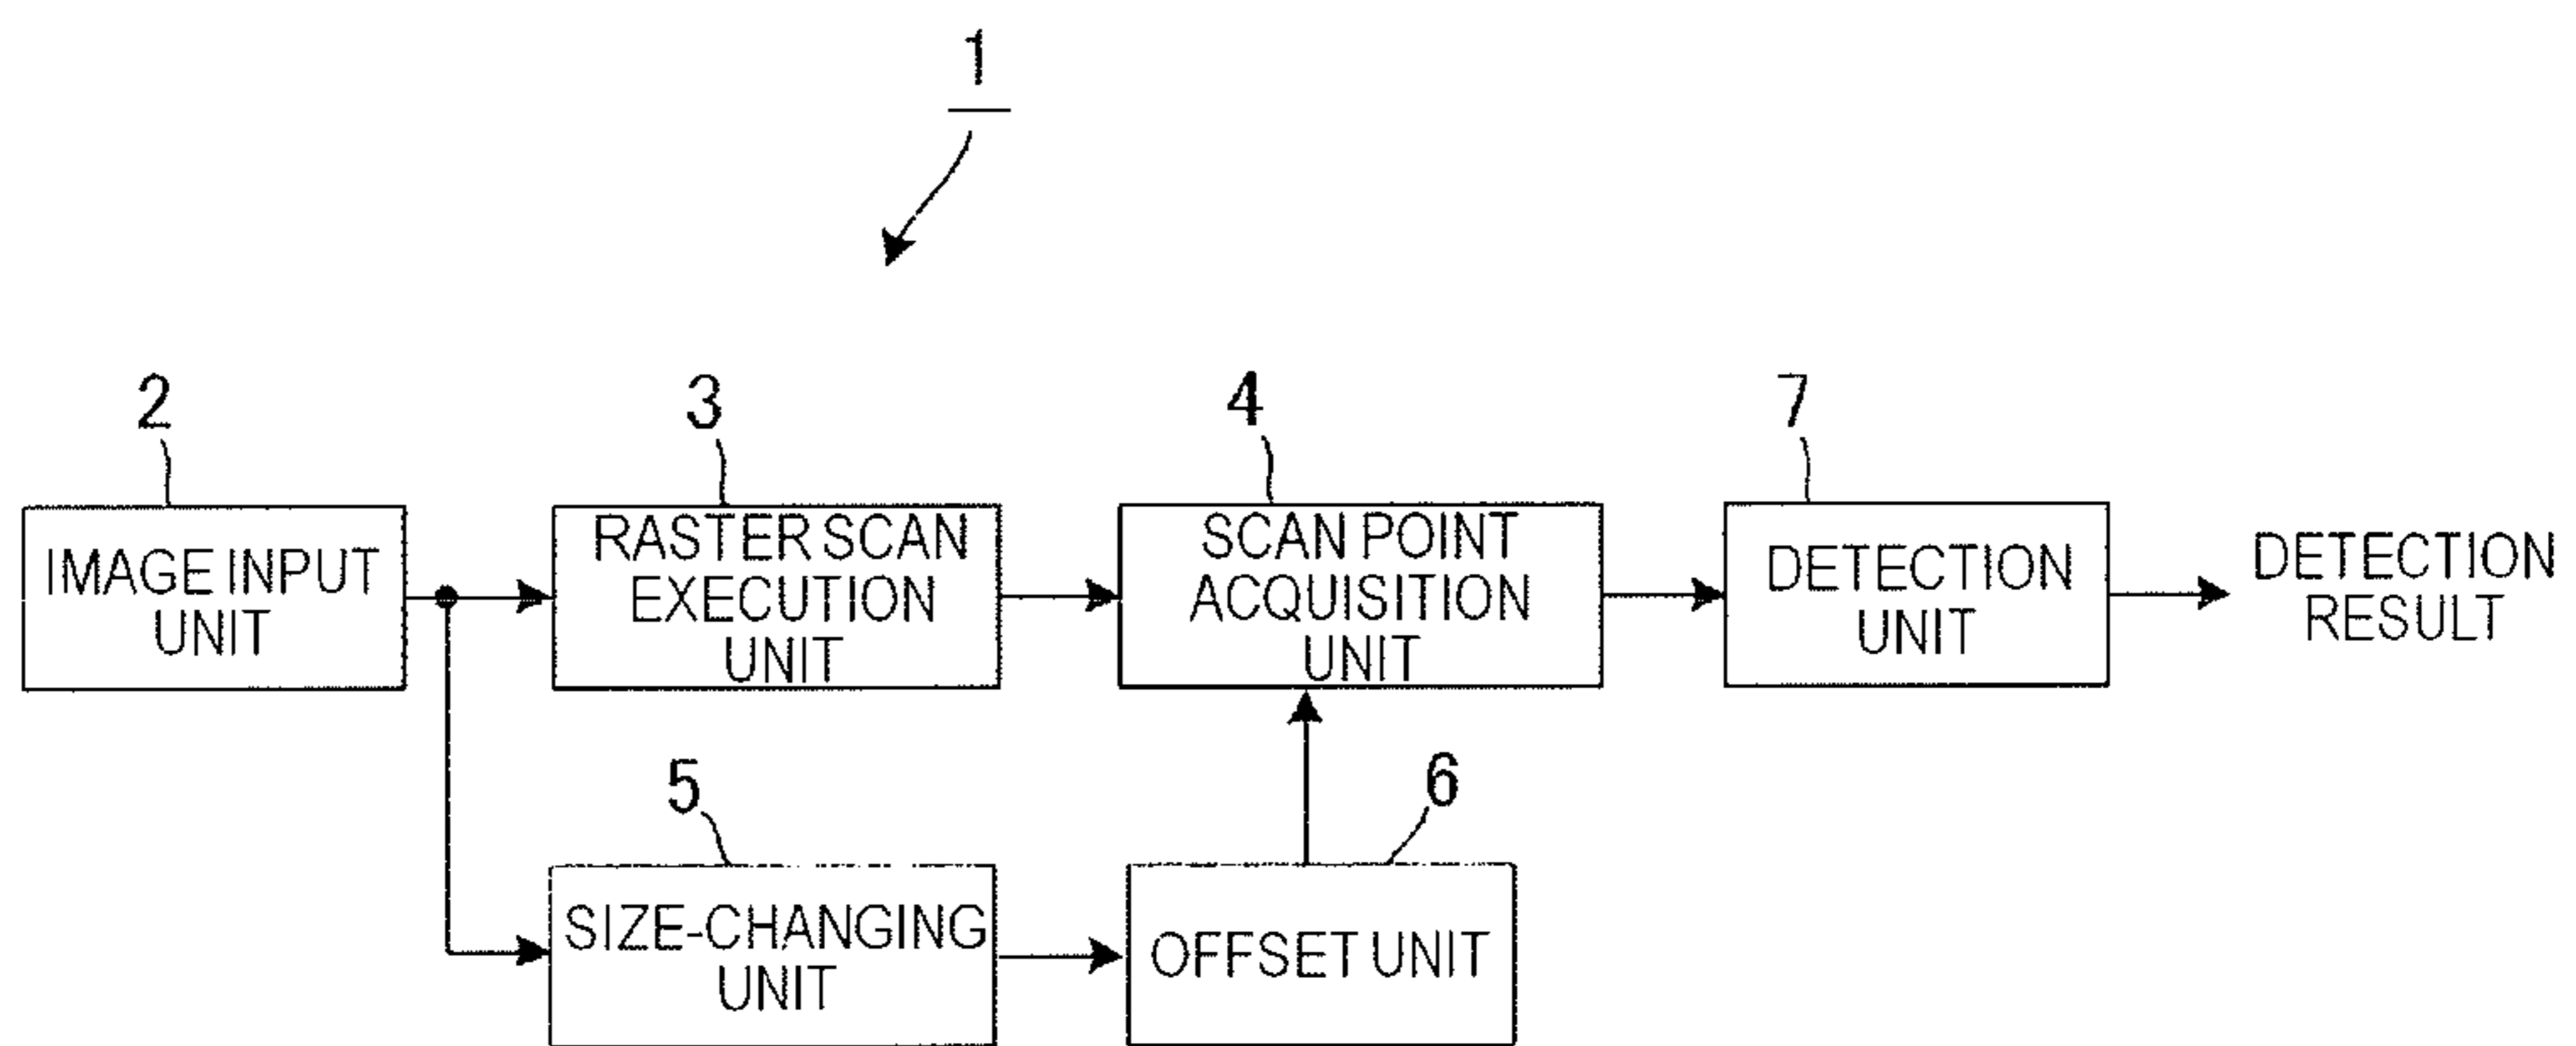 1
2
IMAGE INPUT
UNIT
3
RASTER SCAN
EXECUTION
UNIT
4
SCAN POINT
ACQUISITION
UNIT
7
DETECTION
UNIT
DETECTION
RESULT
5
SIZE-CHANGING
UNIT
6
OFFSET UNIT